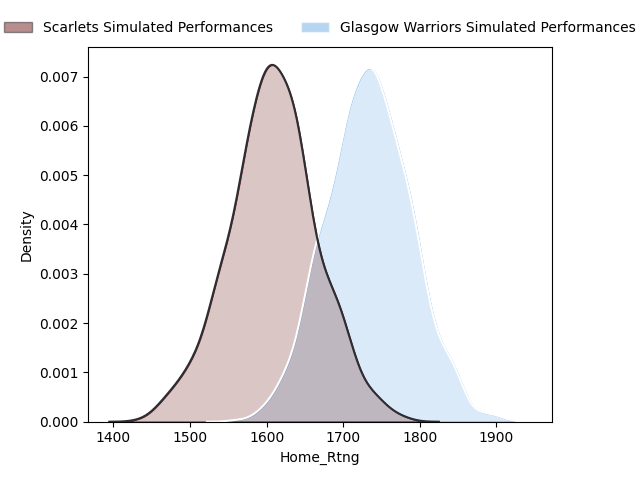 Scarlets Simulated Performances
Glasgow Warriors Simulated Performances
0.007
0.006
0.005
0.004
0.003
0.002
0.001
0.000
Density
1400 1500 1600 1700 1800 1900
Home_Rtng